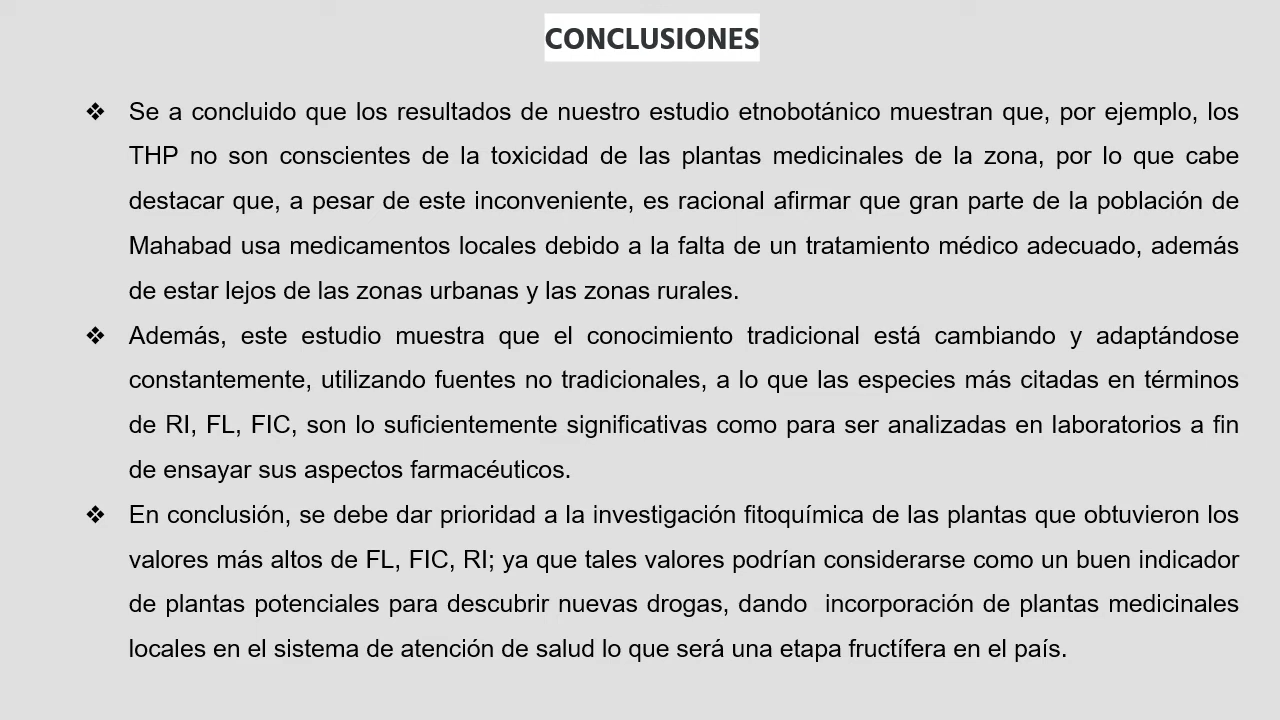 CONCLUSIONES
❖ Se a concluido que los resultados de nuestro estudio etnobotánico muestran que, por ejemplo, los
THP no son conscientes de la toxicidad de las plantas medicinales de la zona, por lo que cabe
destacar que, a pesar de este inconveniente, es racional afirmar que gran parte de la población de
Mahabad usa medicamentos locales debido a la falta de un tratamiento médico adecuado, además
de estar lejos de las zonas urbanas y las zonas rurales.
❖ Además, este estudio muestra que el conocimiento tradicional está cambiando y adaptándose
constantemente, utilizando fuentes no tradicionales, a lo que las especies más citadas en términos
de RI, FL, FIC, son lo suficientemente significativas como para ser analizadas en laboratorios a fin
de ensayar sus aspectos farmacéuticos.
❖ En conclusión, se debe dar prioridad a la investigación fitoquímica de las plantas que obtuvieron los
valores más altos de FL, FIC, RI; ya que tales valores podrían considerarse como un buen indicador
de plantas potenciales para descubrir nuevas drogas, dando  incorporación de plantas medicinales
locales en el sistema de atención de salud lo que será una etapa fructífera en el país.